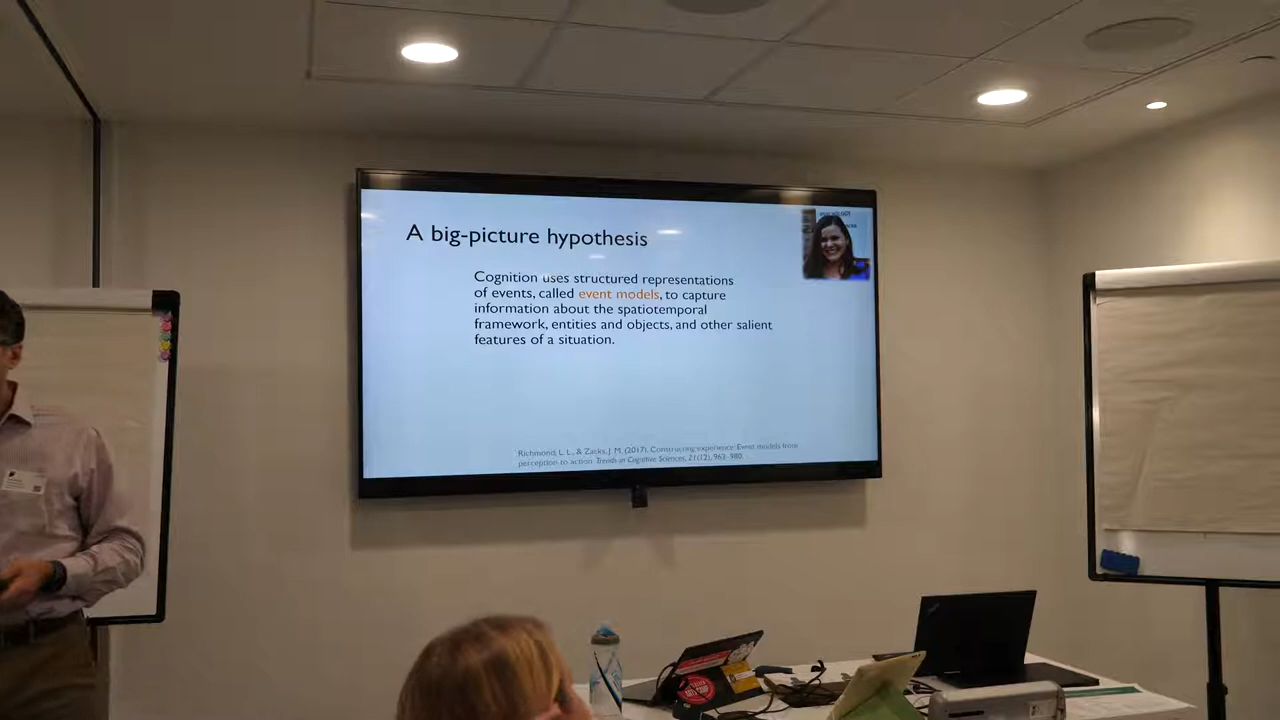 A big-picture hypothesis
Cognition uses structured representations
of events, called event models, to capture
information about the spatiotemporal
framework, entities and objects, and other salient
features of a situation.
Richmond, L. L., & Zacks, J. M. (2017). Constructing experience: Event models from
perception to action. Trends in Cognitive Sciences, 21(12), 962–980.